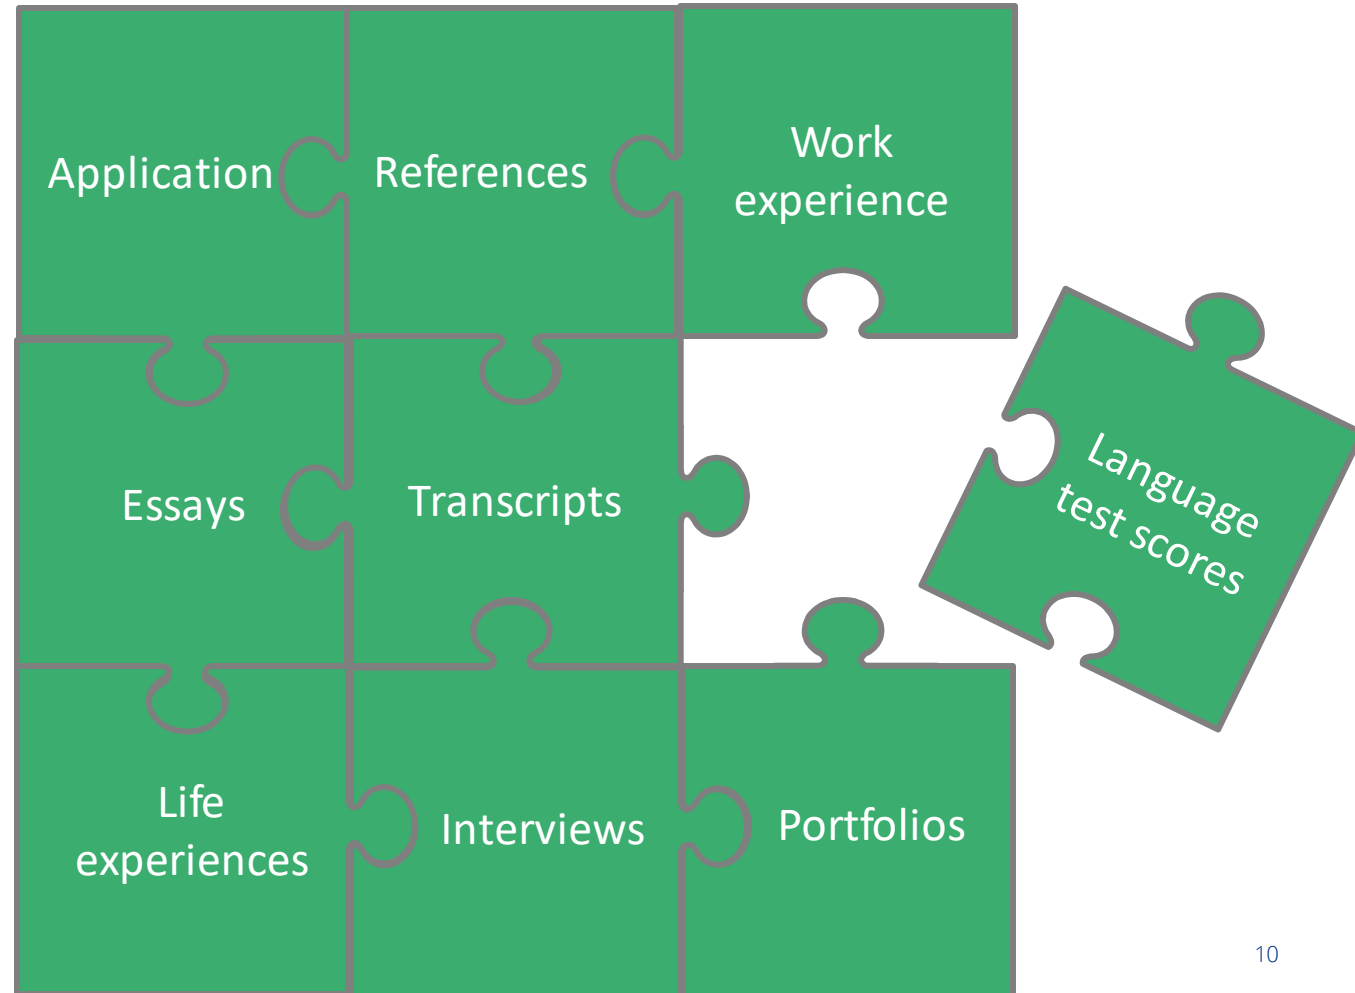 Application
References
Work
experience
Essays
Transcripts
Language
test scores
Life
experiences
Interviews
Portfolios
10